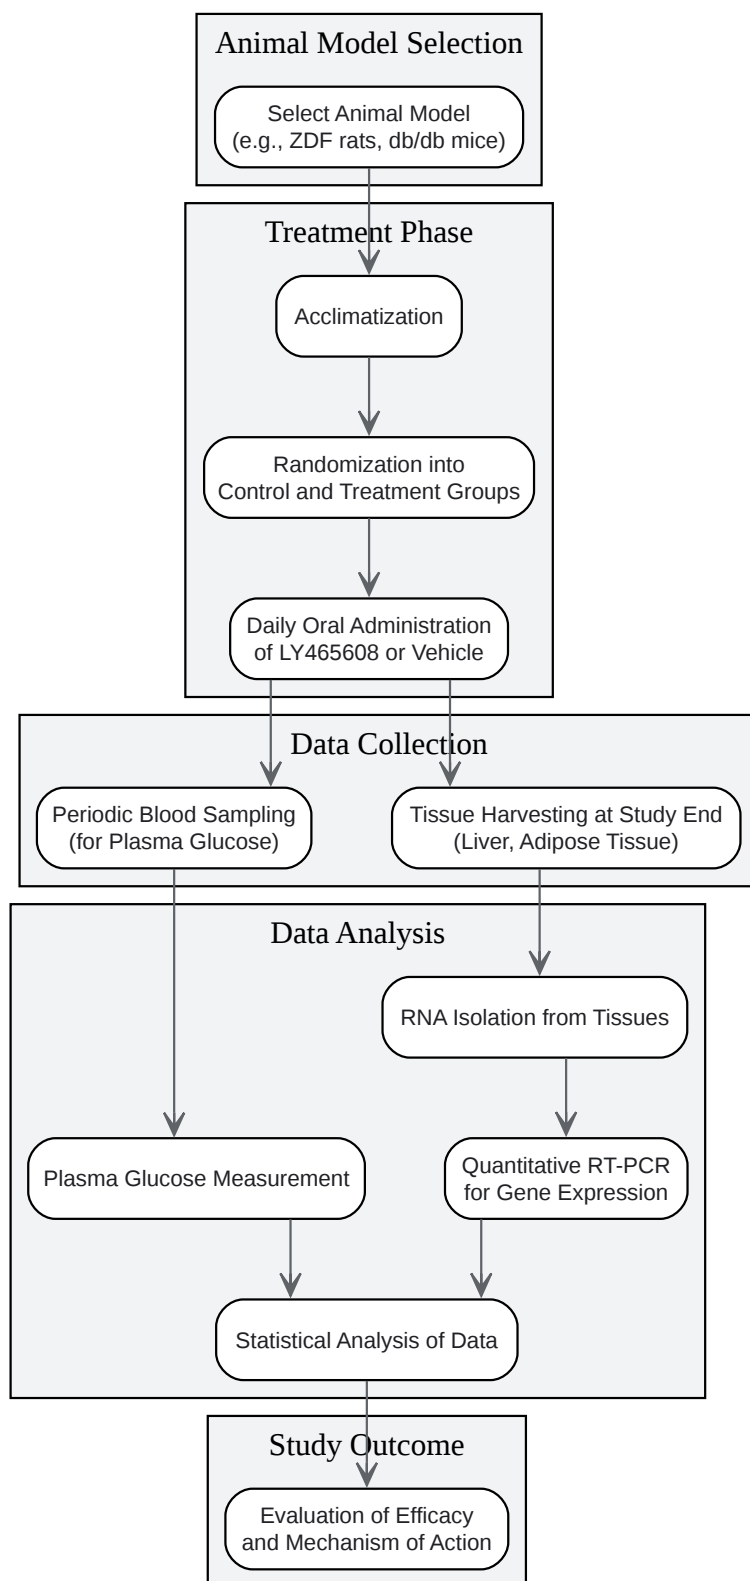 Animal Model Selection
Select Animal Model
(e.g., ZDF rats, db/db mice)
Treatment Phase
Acclimatization
Randomization into
Control and Treatment Groups
Daily Oral Administration
of LY465608 or Vehicle
Data Collection
Periodic Blood Sampling
(for Plasma Glucose)
Tissue Harvesting at Study End
(Liver, Adipose Tissue)
Data Analysis
RNA Isolation from Tissues
Plasma Glucose Measurement
Quantitative RT-PCR
for Gene Expression
Statistical Analysis of Data
Study Outcome
Evaluation of Efficacy
and Mechanism of Action